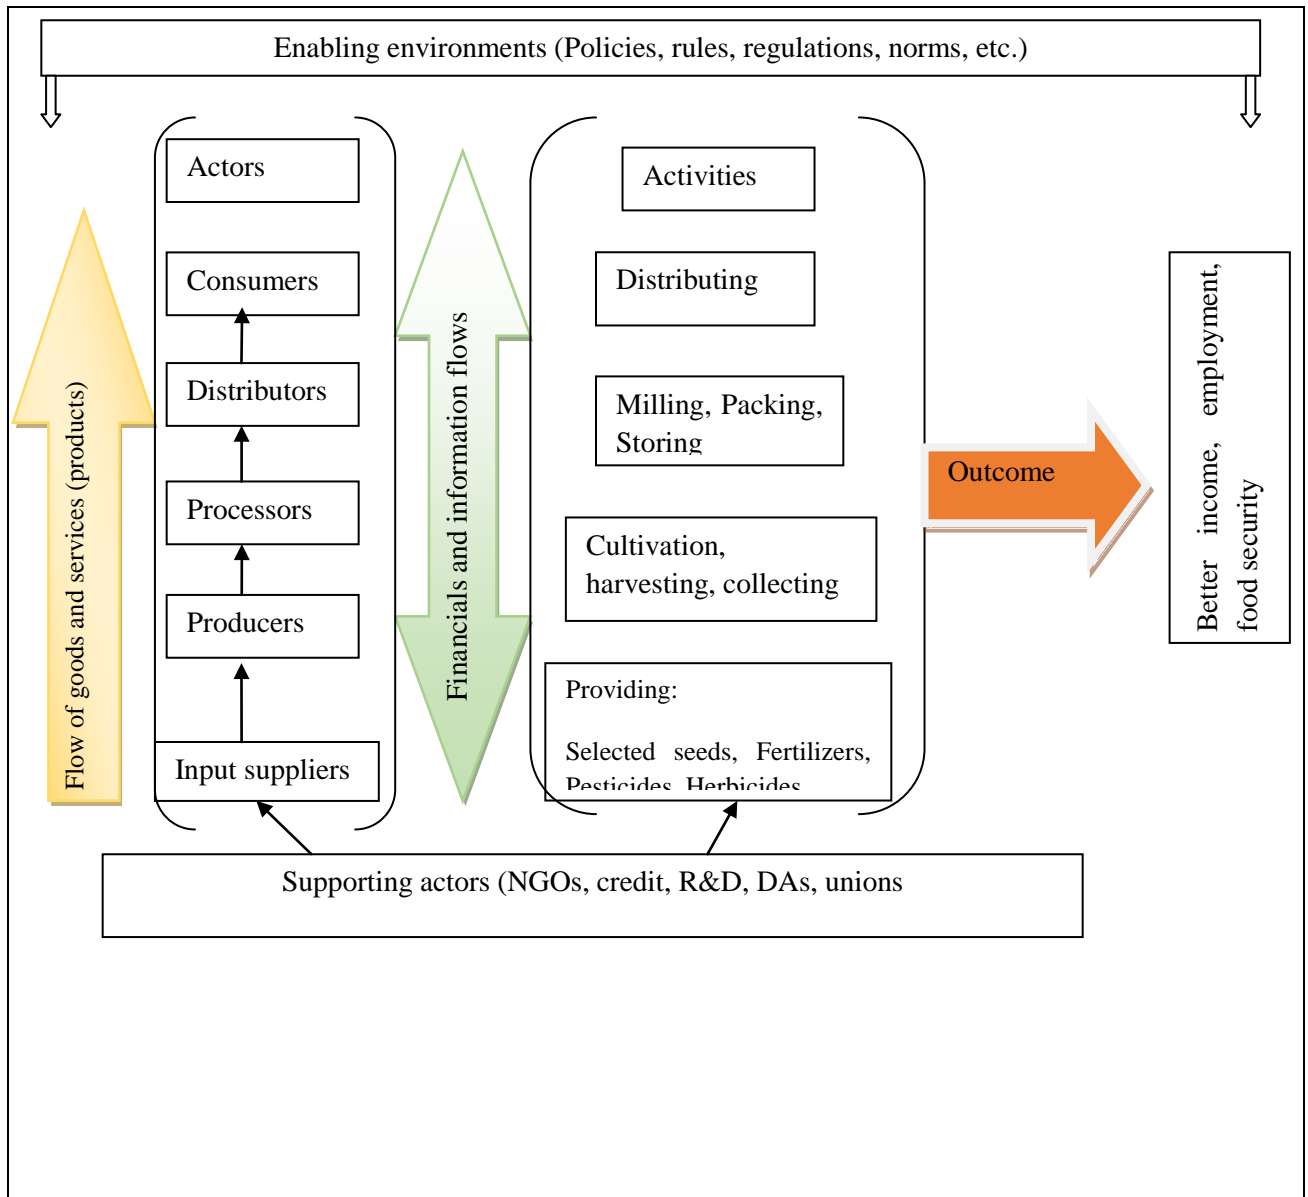 Enabling environments (Policies, rules, regulations, norms, etc.)
Actors
Consumers
Distributors
Processors
Producers
Input suppliers
Flow of goods and services (products)
Financials and information flows
Activities
Distributing
Milling, Packing,
Storing
Cultivation,
harvesting, collecting
Providing:
Selected seeds, Fertilizers,
Pesticides, Herbicides
Outcome
Better income, employment,
food security
Supporting actors (NGOs, credit, R&D, DAs, unions